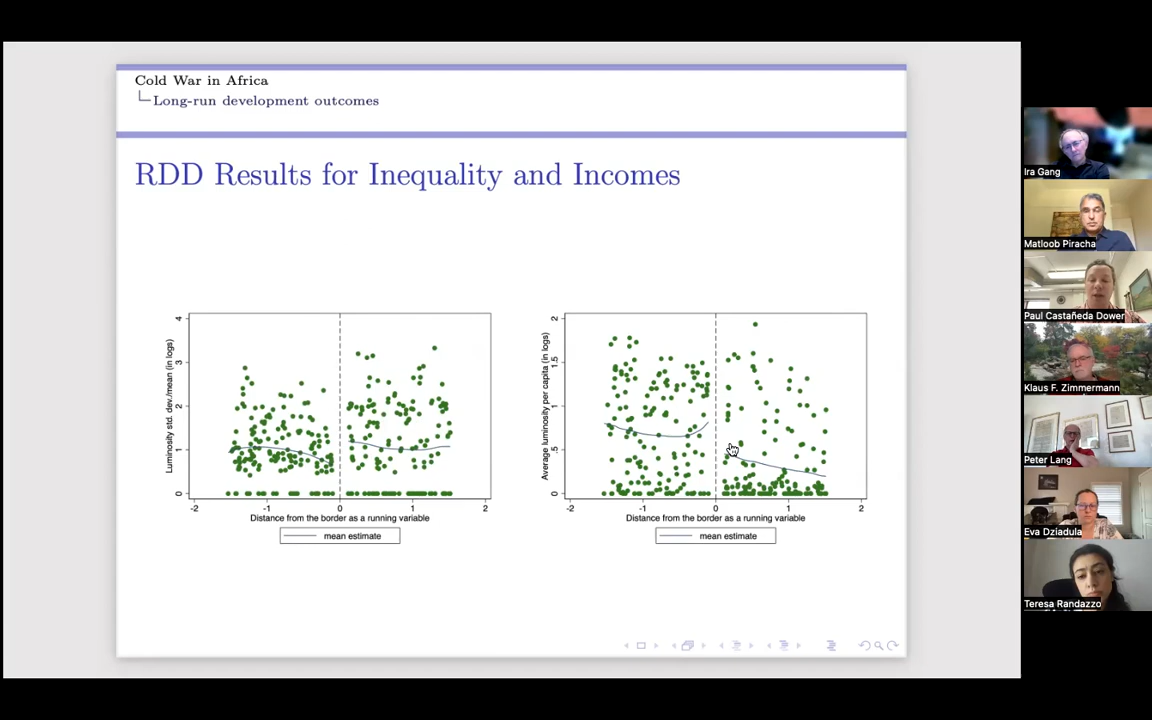 Cold War in Africa
Long-run development outcomes
RDD Results for Inequality and Incomes
Luminosity std. dev./mean (in logs)
4
3
2
1
0
-2
-1
0
1
2
Distance from the border as a running variable
mean estimate
Average luminosity per capita (in logs)
2
1.5
1
.5
0
-2
-1
0
1
2
Distance from the border as a running variable
mean estimate
Ira Gang
Matloob Piracha
Paul Castañeda Dower
Klaus F. Zimmermann
Peter Lang
Eva Dziadula
Teresa Randazzo